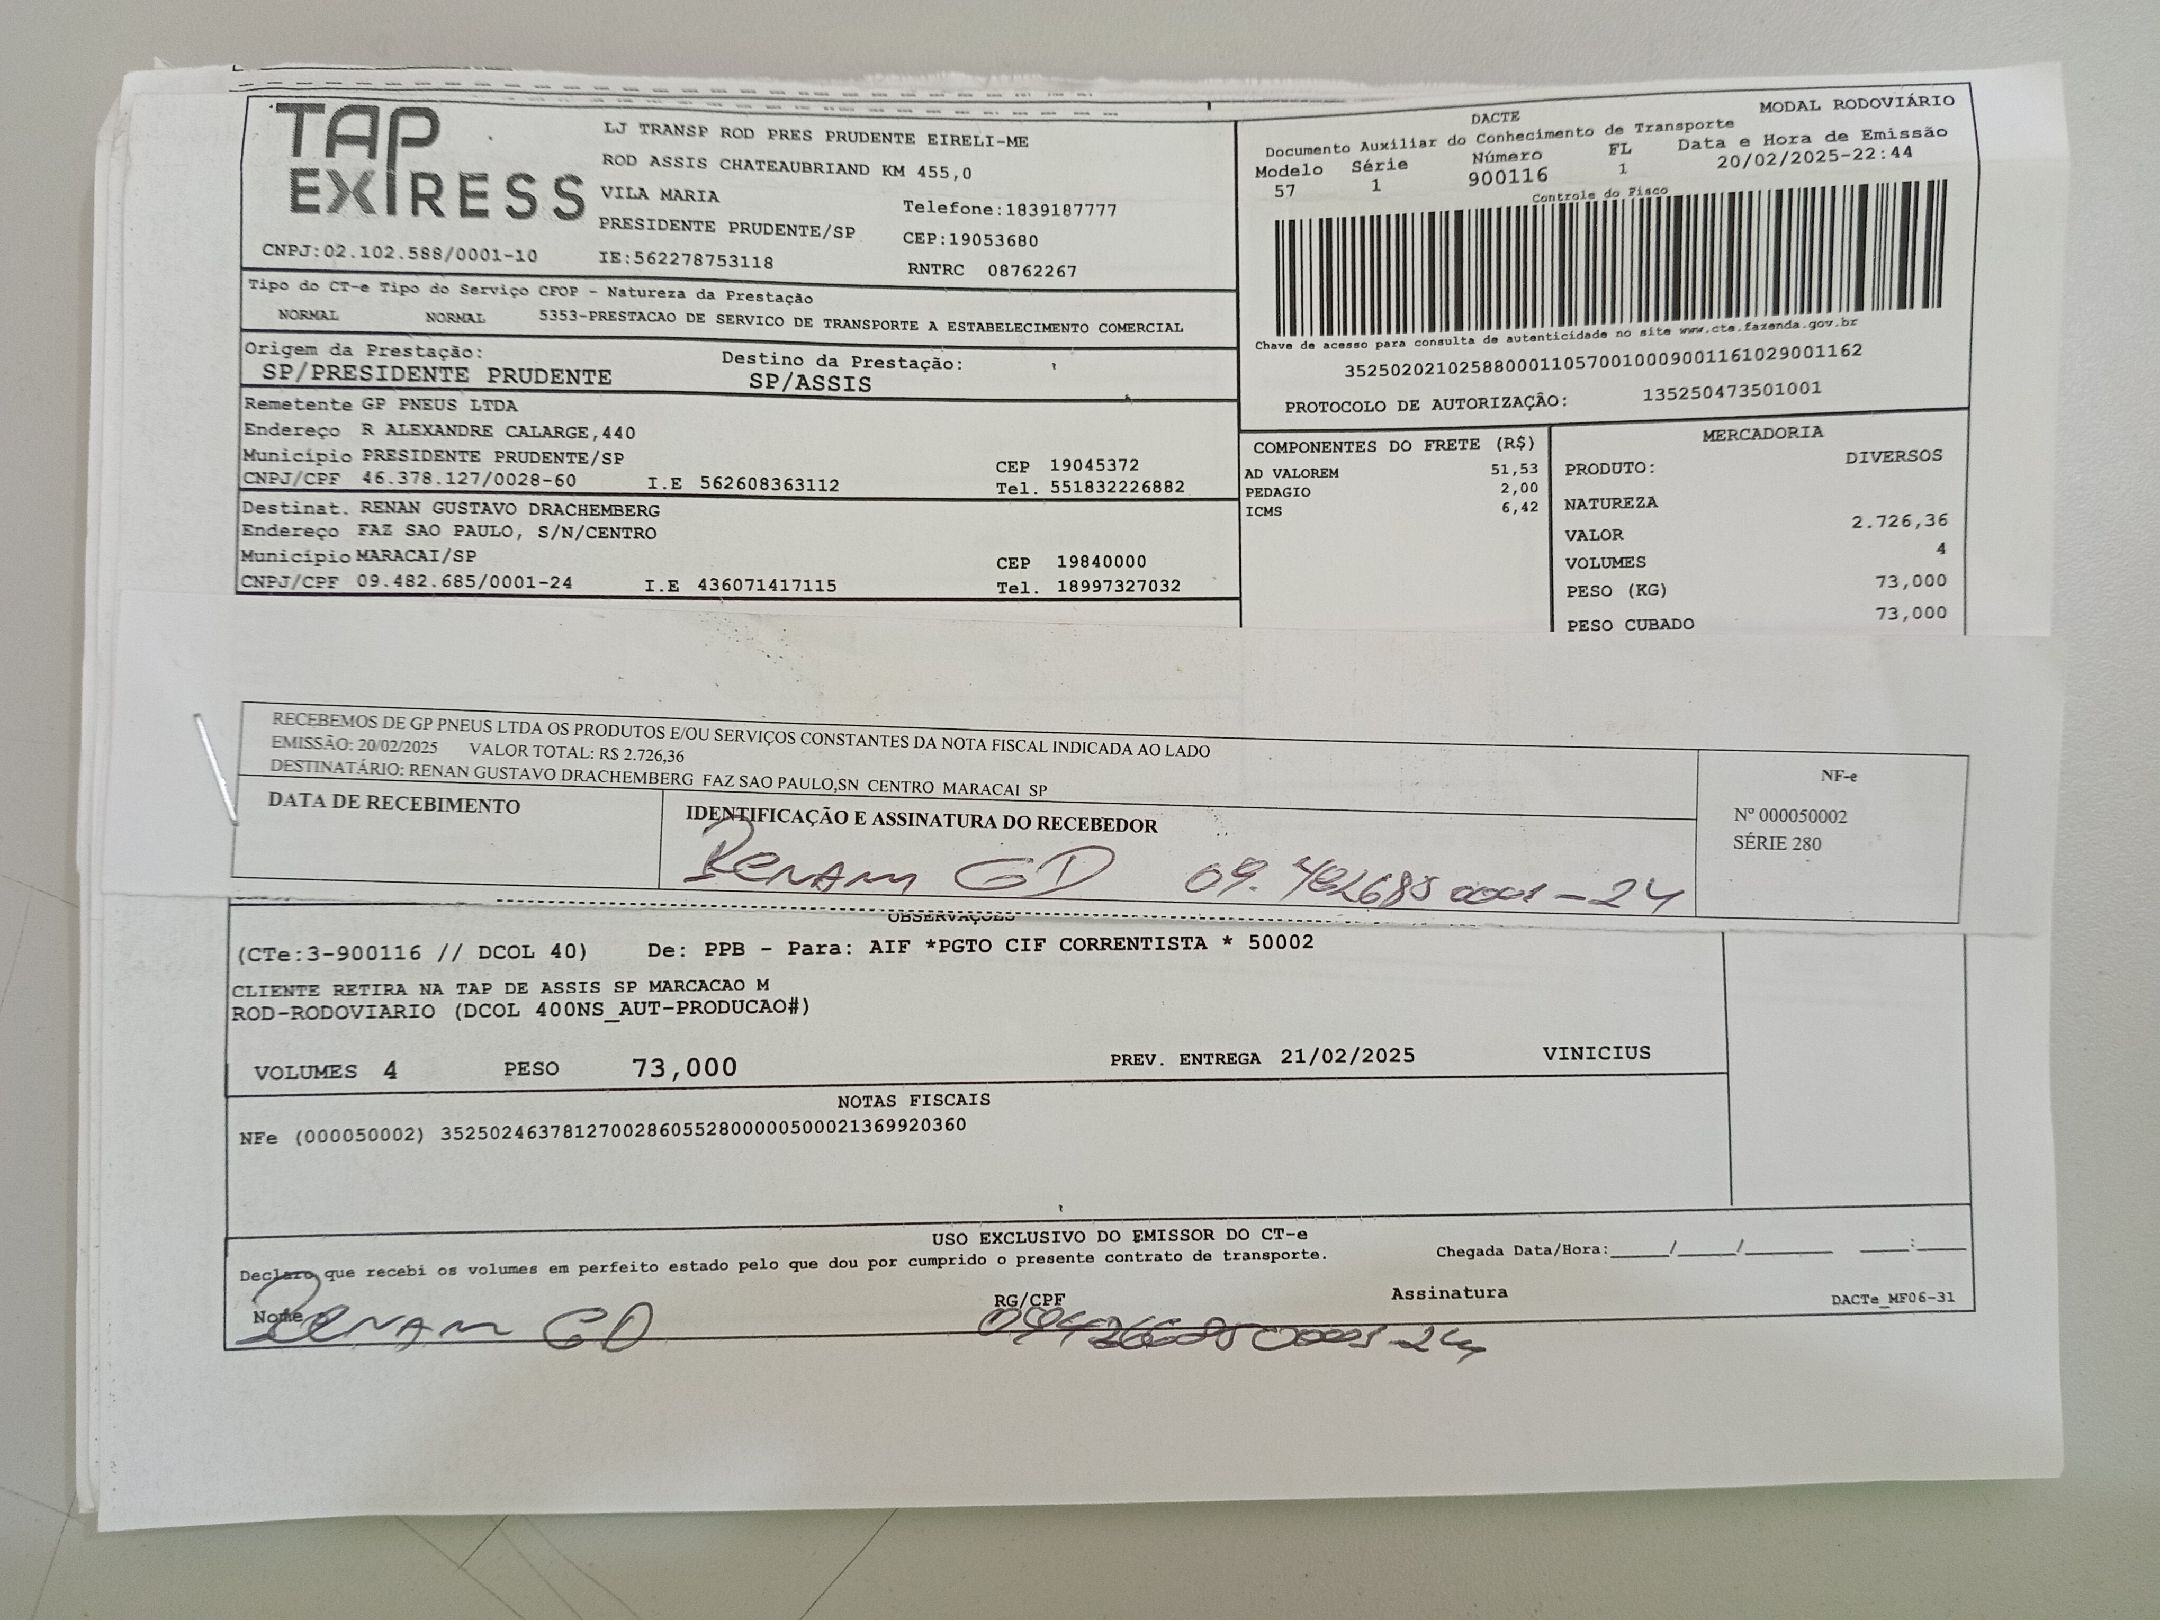 TAP
EXPRESS
LJ TRANSP ROD PRES PRUDENTE EIRELI-ME
ROD ASSIS CHATEAUBRIAND KM 455,0
VILA MARIA
Telefone:1839187777
PRESIDENTE PRUDENTE/SP
CEP:19053680
CNPJ:02.102.588/0001-10
IE:562278753118
RNTRC 08762267
DACTE
MODAL RODOVIÁRIO
Documento Auxiliar do Conhecimento de Transporte
Modelo Série Número FL Data e Hora de Emissão
57 1 900116 1 20/02/2025-22:44
Controle do Fisco
Chave de acesso para consulta de autenticidade no site www.cte.fazenda.gov.br
35250202102588000110570010009001161029001162
PROTOCOLO DE AUTORIZAÇÃO: 135250473501001
Tipo do CT-e Tipo do Serviço CFOP - Natureza da Prestação
NORMAL NORMAL 5353-PRESTACAO DE SERVICO DE TRANSPORTE A ESTABELECIMENTO COMERCIAL
Origem da Prestação: Destino da Prestação:
SP/PRESIDENTE PRUDENTE SP/ASSIS
Remetente GP PNEUS LTDA
Endereço R ALEXANDRE CALARGE,440
Município PRESIDENTE PRUDENTE/SP CEP 19045372
CNPJ/CPF 46.378.127/0028-60 I.E 562608363112 Tel. 551832226882
Destinat. RENAN GUSTAVO DRACHEMBERG
Endereço FAZ SAO PAULO, S/N/CENTRO
Município MARACAI/SP CEP 19840000
CNPJ/CPF 09.482.685/0001-24 I.E 436071417115 Tel. 18997327032
COMPONENTES DO FRETE (R$)
AD VALOREM 51,53
PEDAGIO 2,00
ICMS 6,42
MERCADORIA
PRODUTO: DIVERSOS
NATUREZA
VALOR 2.726,36
VOLUMES 4
PESO (KG) 73,000
PESO CUBADO 73,000
RECEBEMOS DE GP PNEUS LTDA OS PRODUTOS E/OU SERVIÇOS CONSTANTES DA NOTA FISCAL INDICADA AO LADO
EMISSÃO: 20/02/2025 VALOR TOTAL: R$ 2.726,36
DESTINATÁRIO: RENAN GUSTAVO DRACHEMBERG FAZ SAO PAULO,SN CENTRO MARACAI SP
DATA DE RECEBIMENTO
IDENTIFICAÇÃO E ASSINATURA DO RECEBEDOR
Renam GD 09.482685 0001-24
NF-e
Nº 000050002
SÉRIE 280
OBSERVAÇÕES
(CTe:3-900116 // DCOL 40) De: PPB - Para: AIF *PGTO CIF CORRENTISTA * 50002
CLIENTE RETIRA NA TAP DE ASSIS SP MARCACAO M
ROD-RODOVIARIO (DCOL 400NS_AUT-PRODUCAO#)
VOLUMES 4 PESO 73,000 PREV. ENTREGA 21/02/2025 VINICIUS
NOTAS FISCAIS
NFe (000050002) 35250246378127002860552800000500021369920360
USO EXCLUSIVO DO EMISSOR DO CT-e
Declaro que recebi os volumes em perfeito estado pelo que dou por cumprido o presente contrato de transporte.
Chegada Data/Hora:_____/_____/_______ ____:____
Nome RG/CPF Assinatura DACTe_MF06-31
Renam GD